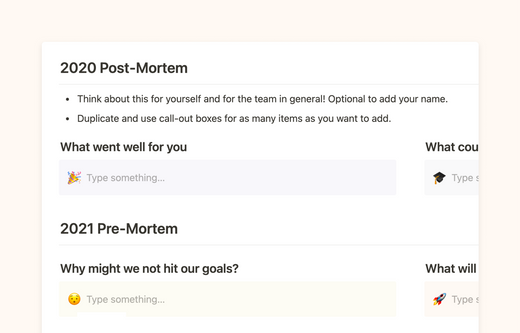 2020 Post-Mortem
Think about this for yourself and for the team in general! Optional to add your name.
Duplicate and use call-out boxes for as many items as you want to add.
What went well for you
What cou
Type something...
Type s
2021 Pre-Mortem
Why might we not hit our goals?
What will
Type something...
Type s